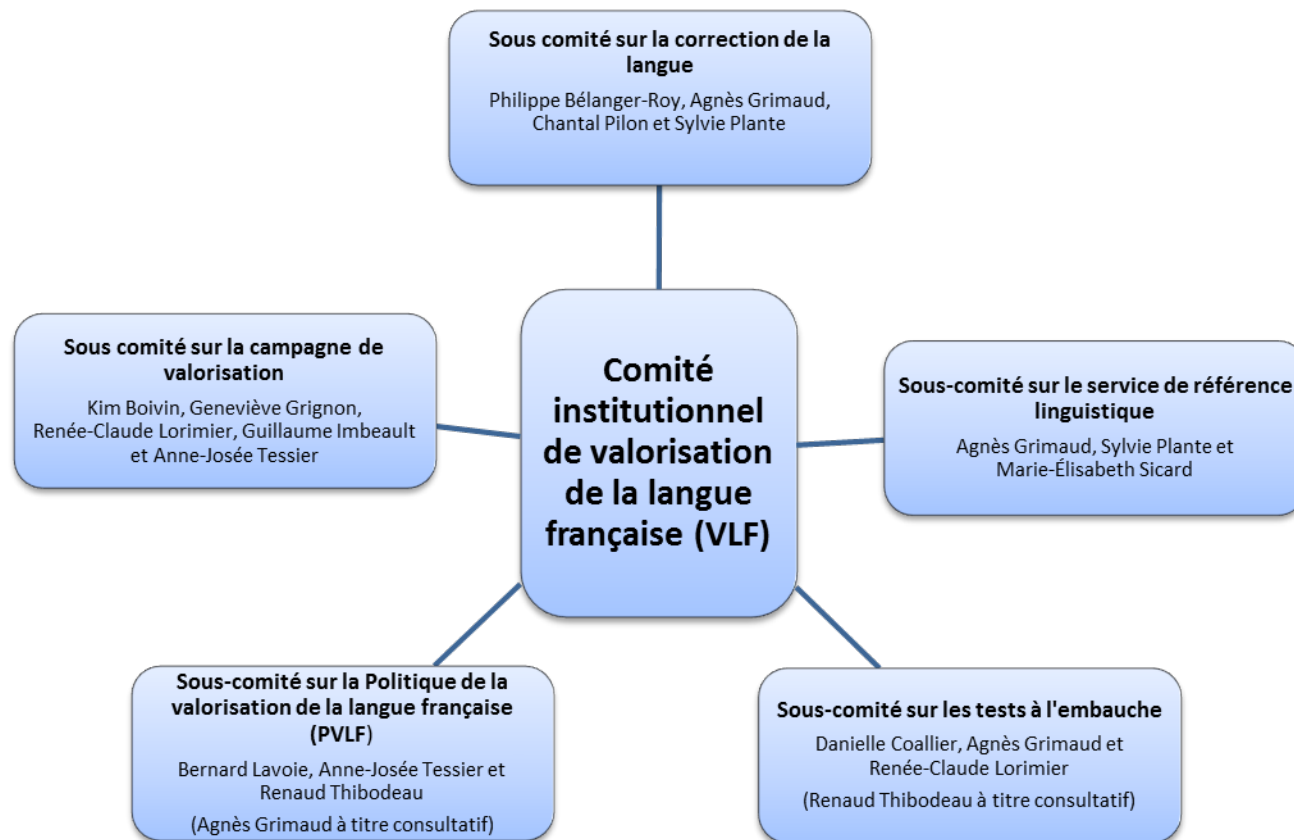 Sous comité sur la correction de la
langue
Philippe Bélanger-Roy, Agnès Grimaud,
Chantal Pilon et Sylvie Plante
Sous comité sur la campagne de
valorisation
Kim Boivin, Geneviève Grignon,
Renée-Claude Lorimier, Guillaume Imbeault
et Anne-Josée Tessier
Comité
institutionnel
de valorisation
de la langue
française (VLF)
Sous-comité sur le service de référence
linguistique
Agnès Grimaud, Sylvie Plante et
Marie-Élisabeth Sicard
Sous-comité sur la Politique de la
valorisation de la langue française
(PVLF)
Bernard Lavoie, Anne-Josée Tessier et
Renaud Thibodeau
(Agnès Grimaud à titre consultatif)
Sous-comité sur les tests à l'embauche
Danielle Coallier, Agnès Grimaud et
Renée-Claude Lorimier
(Renaud Thibodeau à titre consultatif)